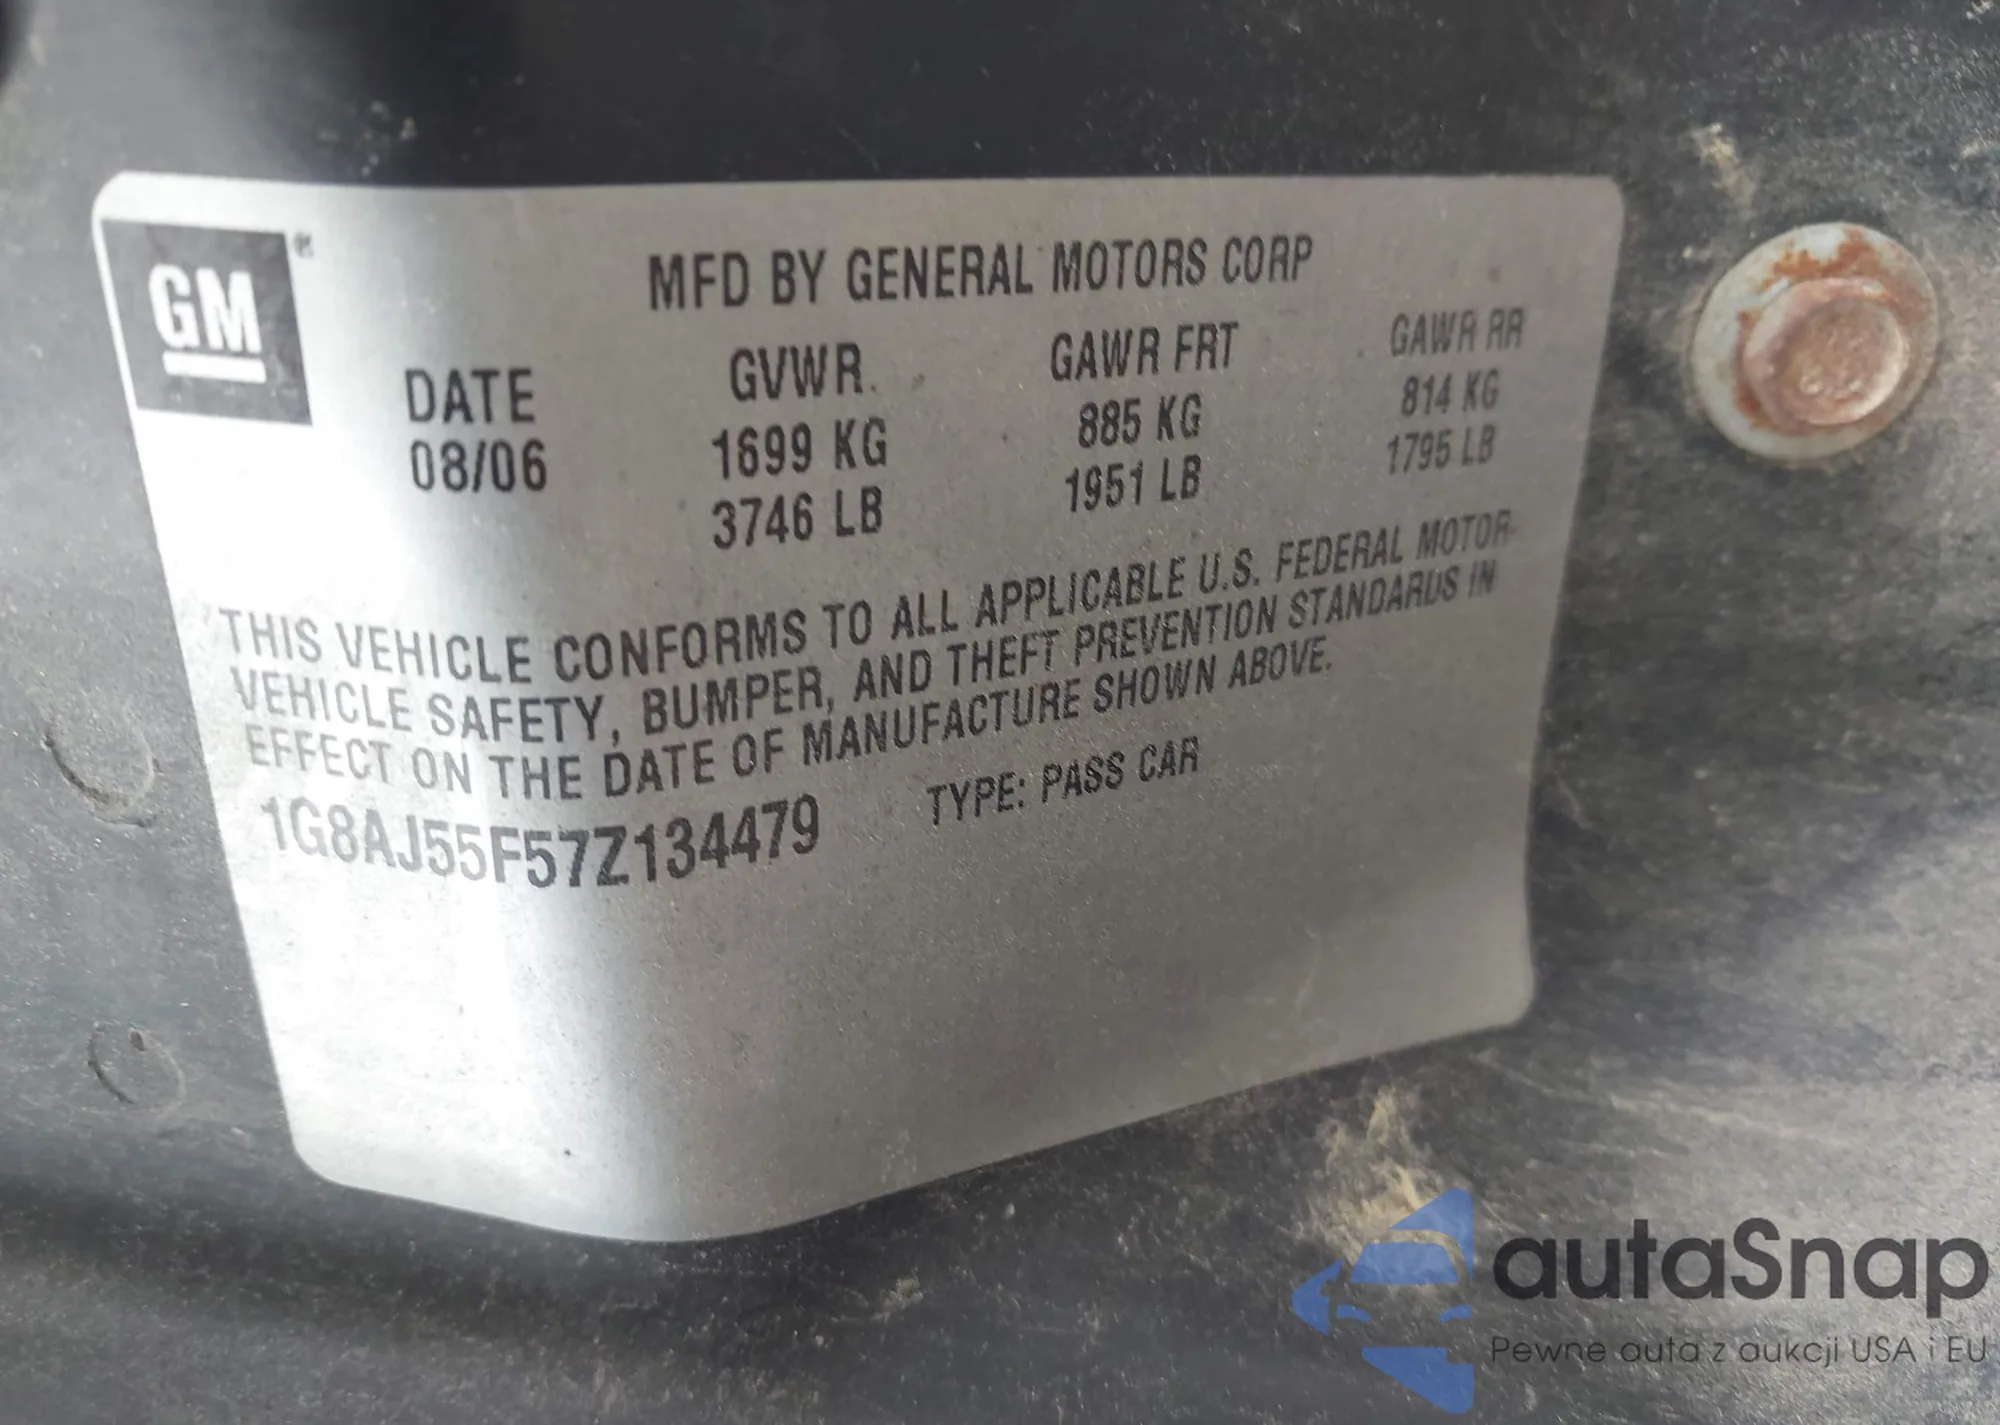 GM
®
MFD BY GENERAL MOTORS CORP
DATE GVWR GAWR FRT GAWR RR
08/06 1699 KG 885 KG 814 KG
3746 LB 1951 LB 1795 LB
THIS VEHICLE CONFORMS TO ALL APPLICABLE U.S. FEDERAL MOTOR
VEHICLE SAFETY, BUMPER, AND THEFT PREVENTION STANDARDS IN
EFFECT ON THE DATE OF MANUFACTURE SHOWN ABOVE.
1G8AJ55F57Z134479 TYPE: PASS CAR
autaSnap
Pewne auta z aukcji USA i EU